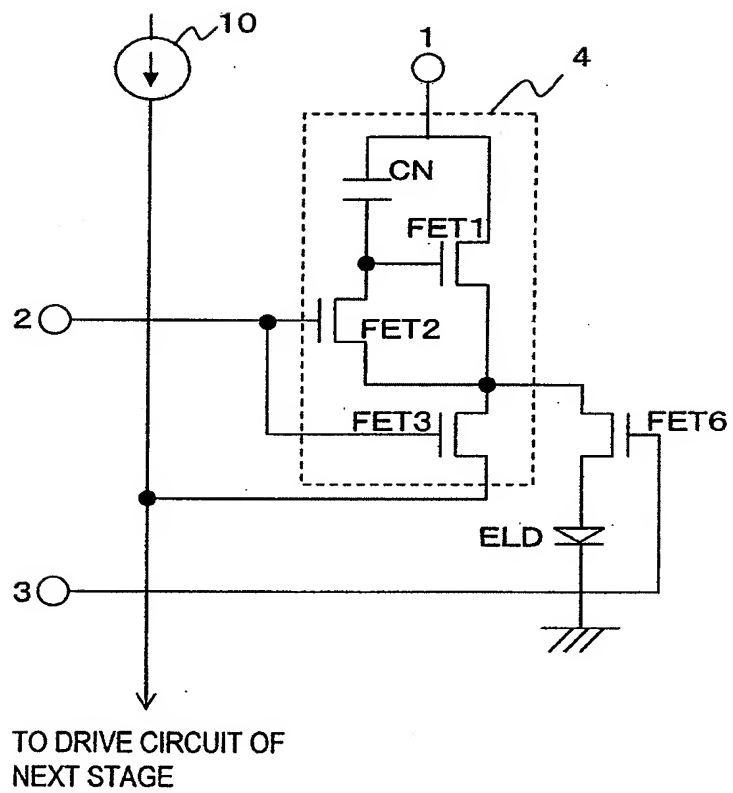 10
1
4
CN
FET1
2
FET2
FET3
FET6
ELD
3
TO DRIVE CIRCUIT OF
NEXT STAGE